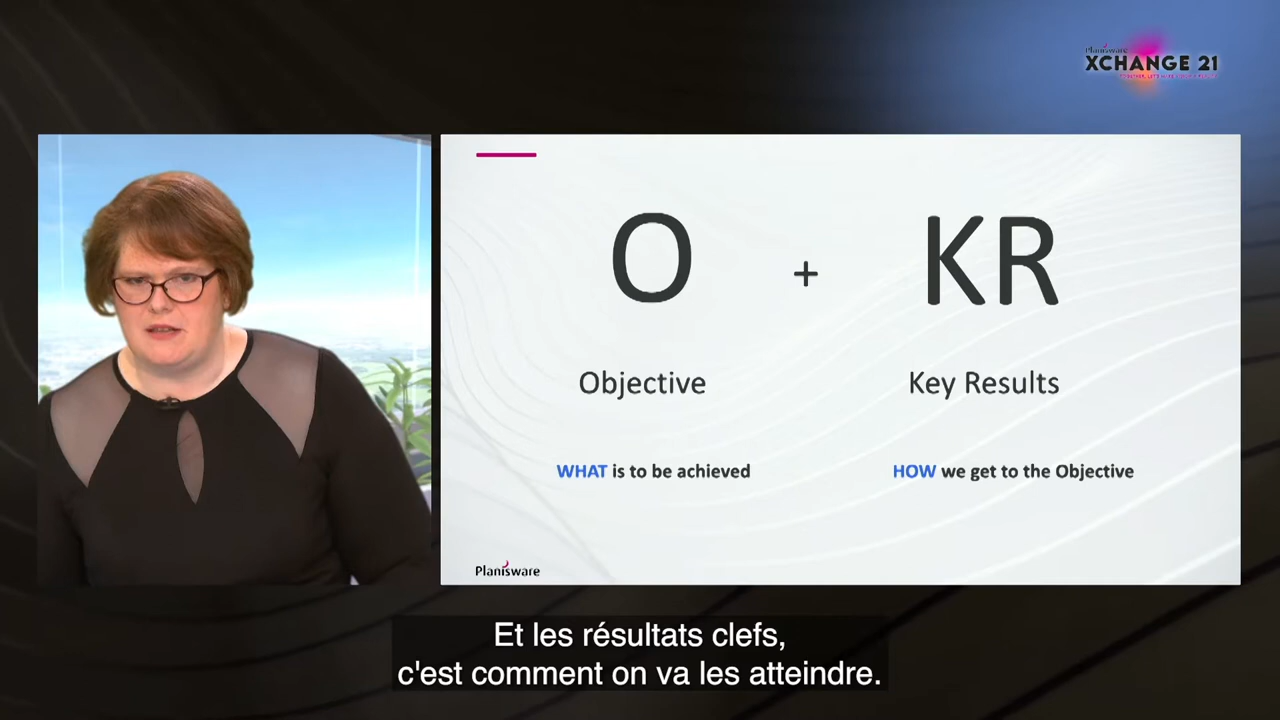 Planisware
XCHANGE 21
O + KR
Objective
Key Results
WHAT is to be achieved
HOW we get to the Objective
Planisware
Et les résultats clefs,
c'est comment on va les atteindre.